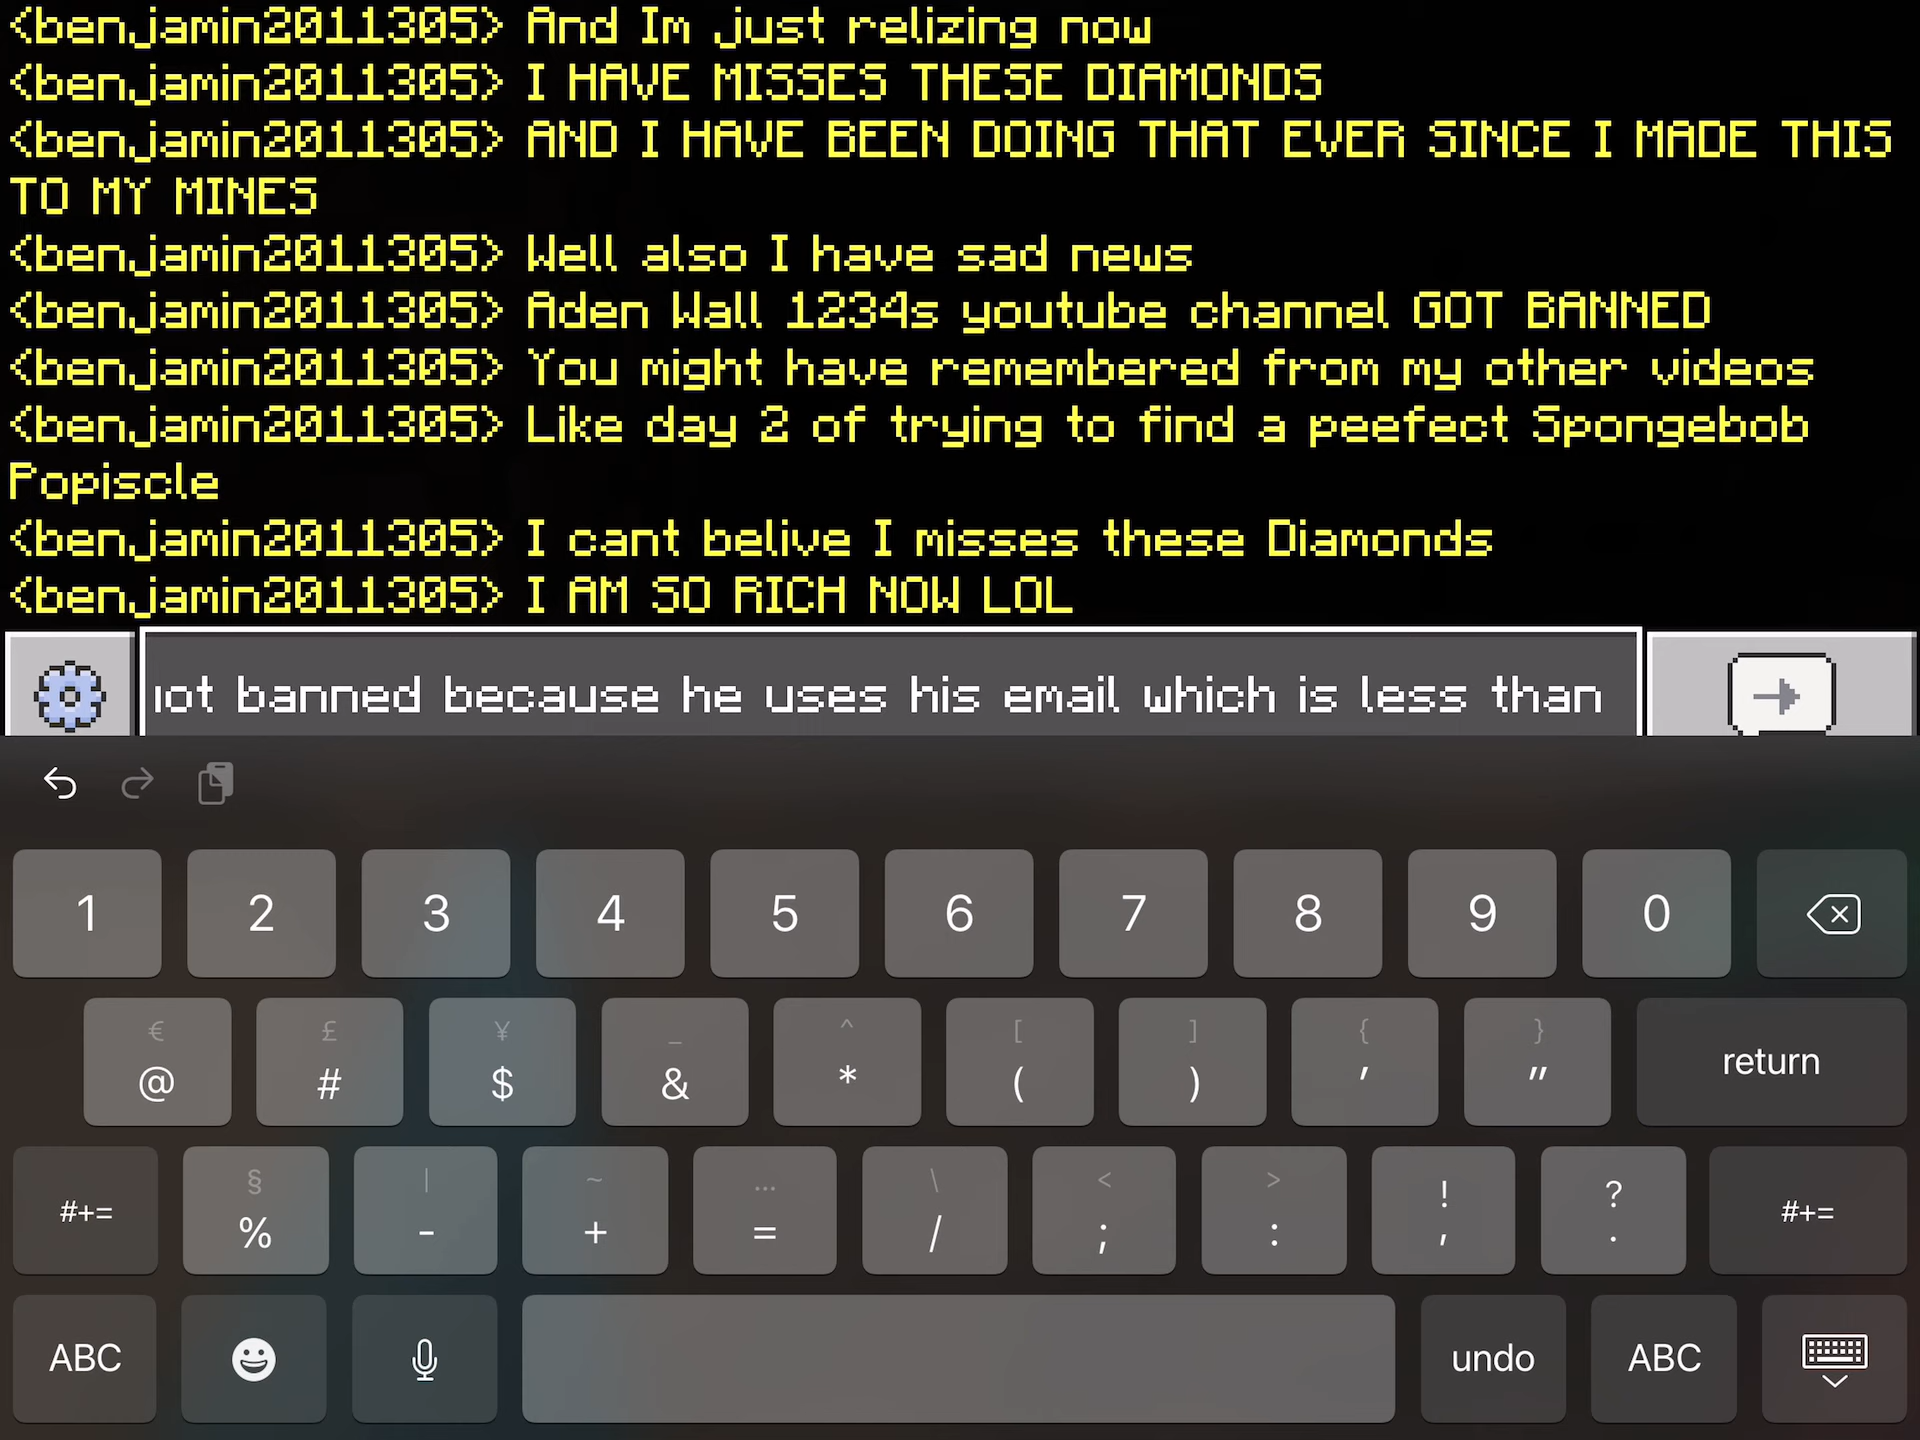 <benjamin2011305> And Im just relizing now
<benjamin2011305> I HAVE MISSES THESE DIAMONDS
<benjamin2011305> AND I HAVE BEEN DOING THAT EVER SINCE I MADE THIS
TO MY MINES
<benjamin2011305> Well also I have sad news
<benjamin2011305> Aden Wall 1234s youtube channel GOT BANNED
<benjamin2011305> You might have remembered from my other videos
<benjamin2011305> Like day 2 of trying to find a peefect Spongebob
Popiscle
<benjamin2011305> I cant belive I misses these Diamonds
<benjamin2011305> I AM SO RICH NOW LOL
banned because he uses his email which is less than
1 2 3 4 5 6 7 8 9 0
€ £ ¥ _ ^ [ ] { }
@ # $ & * ( ) ' " return
§ | ~ … \ < > ! ?
#+= % - + = / ; : , . #+=
ABC undo ABC